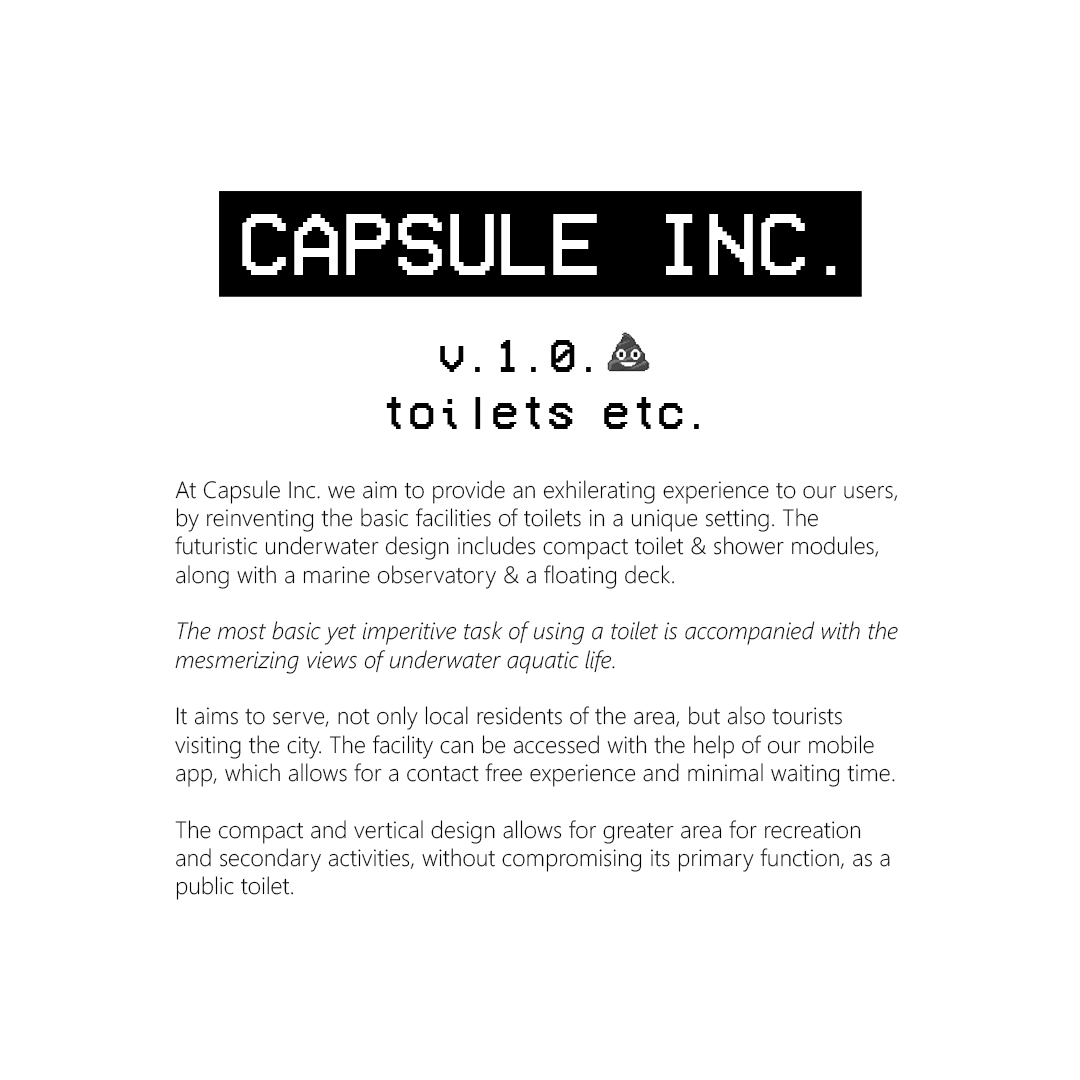 CAPSULE INC.
v.1.0.💩
toilets etc.
At Capsule Inc. we aim to provide an exhilerating experience to our users,
by reinventing the basic facilities of toilets in a unique setting. The
futuristic underwater design includes compact toilet & shower modules,
along with a marine observatory & a floating deck.
The most basic yet imperitive task of using a toilet is accompanied with the
mesmerizing views of underwater aquatic life.
It aims to serve, not only local residents of the area, but also tourists
visiting the city. The facility can be accessed with the help of our mobile
app, which allows for a contact free experience and minimal waiting time.
The compact and vertical design allows for greater area for recreation
and secondary activities, without compromising its primary function, as a
public toilet.